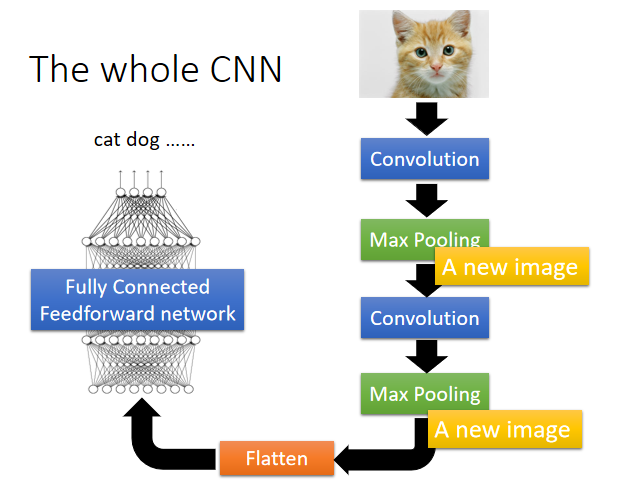 The whole CNN
cat dog ……
Convolution
Max Pooling
A new image
Convolution
Max Pooling
A new image
Flatten
Fully Connected
Feedforward network